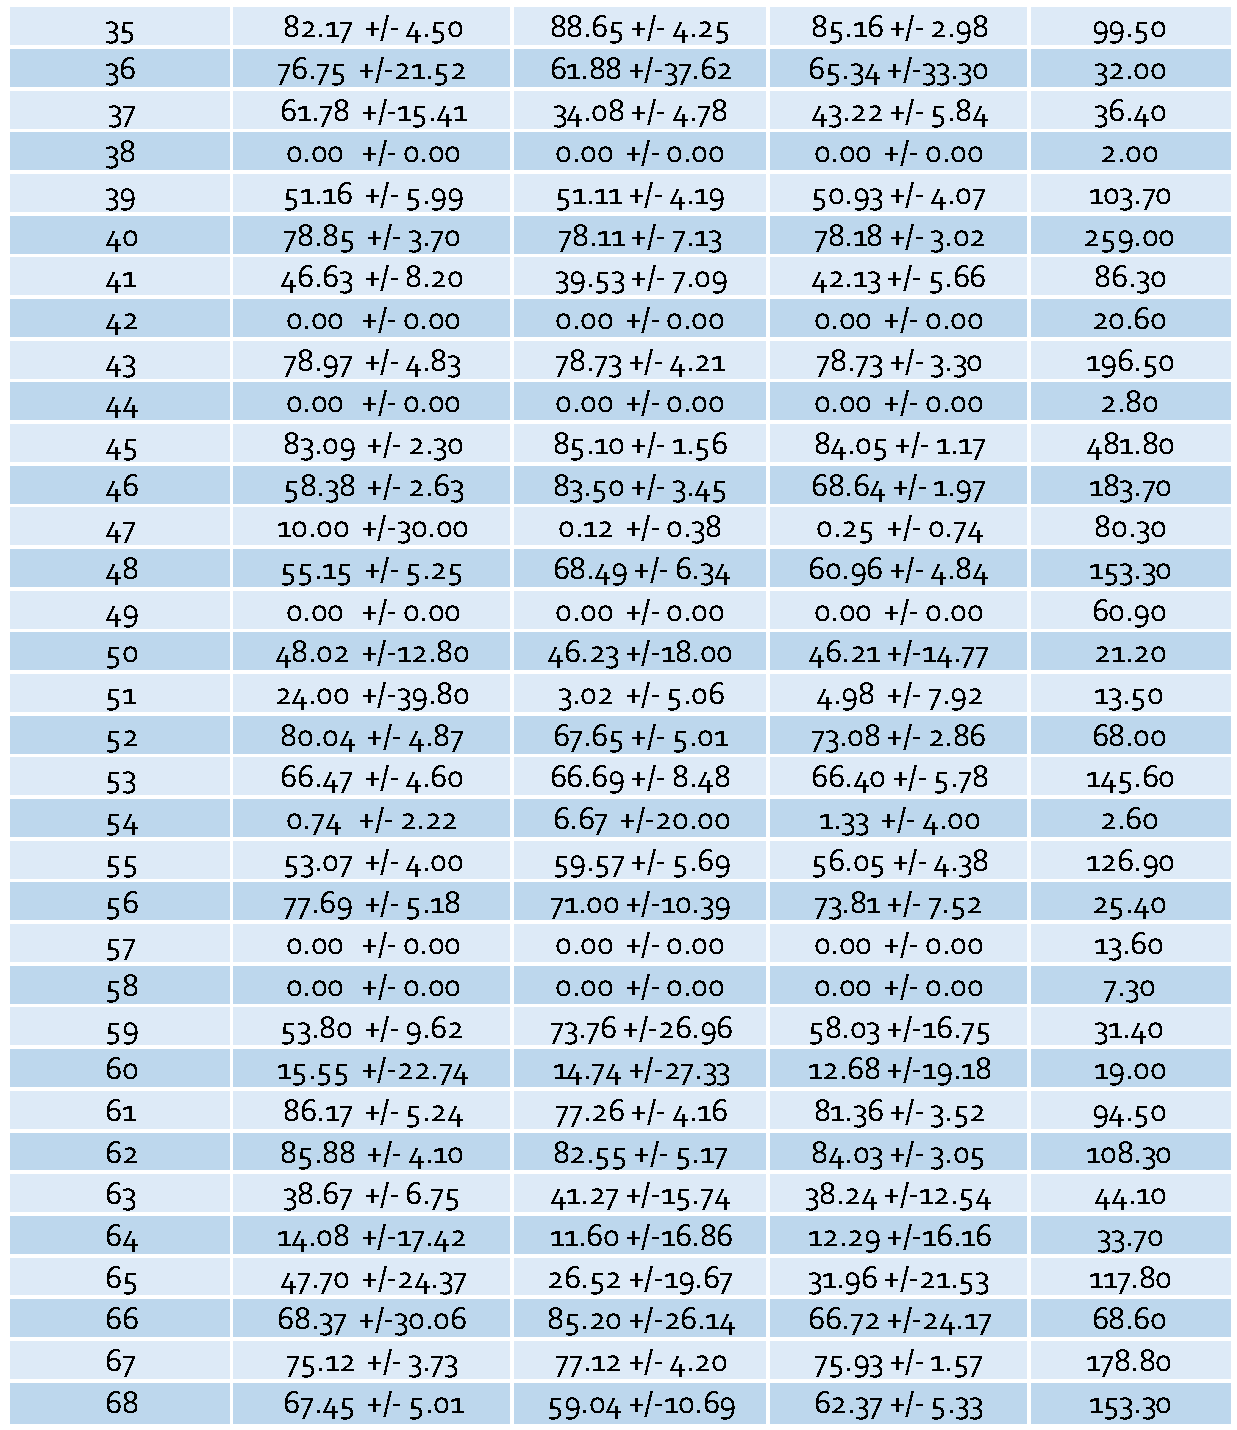 35 82.17 +/- 4.50 88.65 +/- 4.25 85.16 +/- 2.98 99.50
36 76.75 +/-21.52 61.88 +/-37.62 65.34 +/-33.30 32.00
37 61.78 +/-15.41 34.08 +/- 4.78 43.22 +/- 5.84 36.40
38 0.00 +/- 0.00 0.00 +/- 0.00 0.00 +/- 0.00 2.00
39 51.16 +/- 5.99 51.11 +/- 4.19 50.93 +/- 4.07 103.70
40 78.85 +/- 3.70 78.11 +/- 7.13 78.18 +/- 3.02 259.00
41 46.63 +/- 8.20 39.53 +/- 7.09 42.13 +/- 5.66 86.30
42 0.00 +/- 0.00 0.00 +/- 0.00 0.00 +/- 0.00 20.60
43 78.97 +/- 4.83 78.73 +/- 4.21 78.73 +/- 3.30 196.50
44 0.00 +/- 0.00 0.00 +/- 0.00 0.00 +/- 0.00 2.80
45 83.09 +/- 2.30 85.10 +/- 1.56 84.05 +/- 1.17 481.80
46 58.38 +/- 2.63 83.50 +/- 3.45 68.64 +/- 1.97 183.70
47 10.00 +/-30.00 0.12 +/- 0.38 0.25 +/- 0.74 80.30
48 55.15 +/- 5.25 68.49 +/- 6.34 60.96 +/- 4.84 153.30
49 0.00 +/- 0.00 0.00 +/- 0.00 0.00 +/- 0.00 60.90
50 48.02 +/-12.80 46.23 +/-18.00 46.21 +/-14.77 21.20
51 24.00 +/-39.80 3.02 +/- 5.06 4.98 +/- 7.92 13.50
52 80.04 +/- 4.87 67.65 +/- 5.01 73.08 +/- 2.86 68.00
53 66.47 +/- 4.60 66.69 +/- 8.48 66.40 +/- 5.78 145.60
54 0.74 +/- 2.22 6.67 +/-20.00 1.33 +/- 4.00 2.60
55 53.07 +/- 4.00 59.57 +/- 5.69 56.05 +/- 4.38 126.90
56 77.69 +/- 5.18 71.00 +/-10.39 73.81 +/- 7.52 25.40
57 0.00 +/- 0.00 0.00 +/- 0.00 0.00 +/- 0.00 13.60
58 0.00 +/- 0.00 0.00 +/- 0.00 0.00 +/- 0.00 7.30
59 53.80 +/- 9.62 73.76 +/-26.96 58.03 +/-16.75 31.40
60 15.55 +/-22.74 14.74 +/-27.33 12.68 +/-19.18 19.00
61 86.17 +/- 5.24 77.26 +/- 4.16 81.36 +/- 3.52 94.50
62 85.88 +/- 4.10 82.55 +/- 5.17 84.03 +/- 3.05 108.30
63 38.67 +/- 6.75 41.27 +/-15.74 38.24 +/-12.54 44.10
64 14.08 +/-17.42 11.60 +/-16.86 12.29 +/-16.16 33.70
65 47.70 +/-24.37 26.52 +/-19.67 31.96 +/-21.53 117.80
66 68.37 +/-30.06 85.20 +/-26.14 66.72 +/-24.17 68.60
67 75.12 +/- 3.73 77.12 +/- 4.20 75.93 +/- 1.57 178.80
68 67.45 +/- 5.01 59.04 +/-10.69 62.37 +/- 5.33 153.30